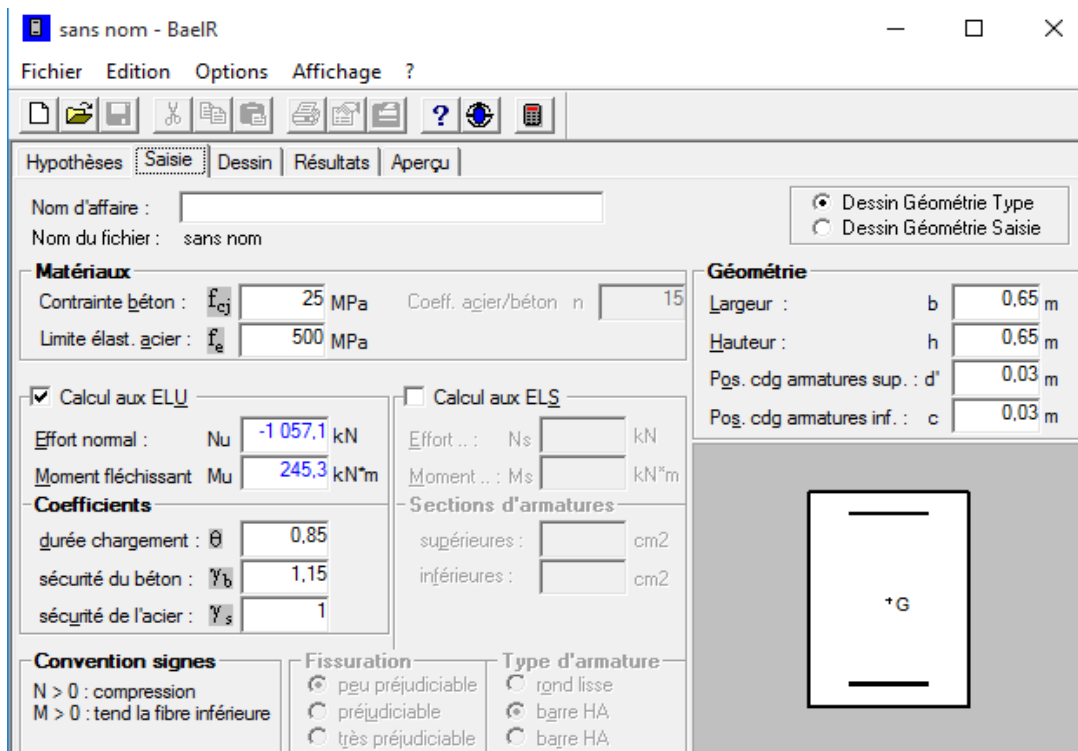 sans nom - BaelR
Fichier Edition Options Affichage ?
Hypothèses Saisie Dessin Résultats Aperçu
Nom d'affaire :
Nom du fichier : sans nom
Dessin Géométrie Type
Dessin Géométrie Saisie
Matériaux
Contrainte béton : fcj 25 MPa Coeff. acier/béton n 15
Limite élast. acier : fe 500 MPa
Géométrie
Largeur : b 0,65 m
Hauteur : h 0,65 m
Pos. cdg armatures sup. : d' 0,03 m
Pos. cdg armatures inf. : c 0,03 m
Calcul aux ELU
Effort normal : Nu -1 057,1 kN
Moment fléchissant Mu 245,3 kN*m
Coefficients
durée chargement : θ 0,85
sécurité du béton : γb 1,15
sécurité de l'acier : γs 1
Calcul aux ELS
Effort .. : Ns kN
Moment .. : Ms kN*m
Sections d'armatures
supérieures : cm2
inférieures : cm2
+G
Convention signes
N > 0 : compression
M > 0 : tend la fibre inférieure
Fissuration
peu préjudiciable
préjudiciable
très préjudiciable
Type d'armature
rond lisse
barre HA
barre HA